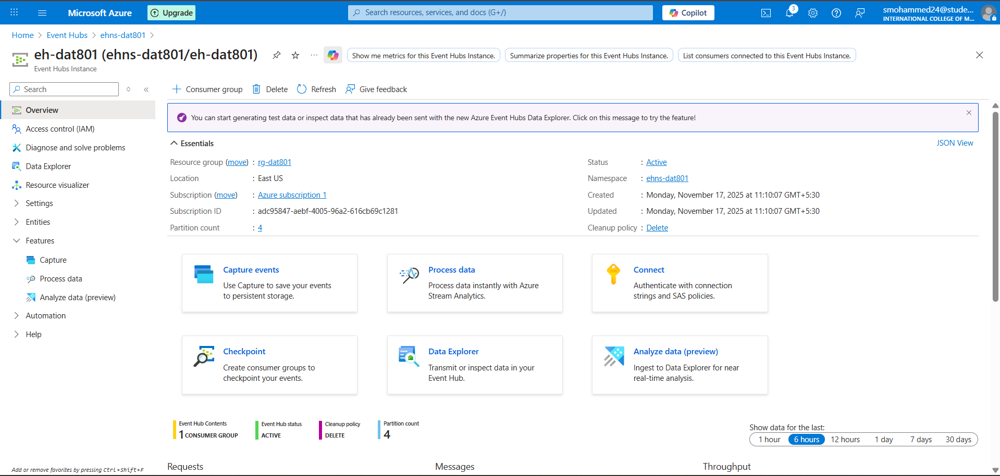 Microsoft Azure
Upgrade
Search resources, services, and docs (G+/)
Copilot
3
smohammed24@stude...
INTERNATIONAL COLLEGE OF M...
Home > Event Hubs > ehns-dat801 >
eh-dat801 (ehns-dat801/eh-dat801)
Event Hubs Instance
Show me metrics for this Event Hubs Instance.
Summarize properties for this Event Hubs Instance.
List consumers connected to this Event Hubs Instance.
Search
Overview
Access control (IAM)
Diagnose and solve problems
Data Explorer
Resource visualizer
Settings
Entities
Features
Capture
Process data
Analyze data (preview)
Automation
Help
Add or remove favorites by pressing Ctrl+Shift+F
Consumer group
Delete
Refresh
Give feedback
You can start generating test data or inspect data that has already been sent with the new Azure Event Hubs Data Explorer. Click on this message to try the feature!
Essentials
JSON View
Resource group (move) : rg-dat801
Location : East US
Subscription (move) : Azure subscription 1
Subscription ID : adc95847-aebf-4005-96a2-616cb69c1281
Partition count : 4
Status : Active
Namespace : ehns-dat801
Created : Monday, November 17, 2025 at 11:10:07 GMT+5:30
Updated : Monday, November 17, 2025 at 11:10:07 GMT+5:30
Cleanup policy : Delete
Capture events
Use Capture to save your events
to persistent storage.
Process data
Process data instantly with Azure
Stream Analytics.
Connect
Authenticate with connection
strings and SAS policies.
Checkpoint
Create consumer groups to
checkpoint your events.
Data Explorer
Transmit or inspect data in your
Event Hub.
Analyze data (preview)
Ingest to Data Explorer for near
real-time analysis.
Event Hub Contents
1 CONSUMER GROUP
Event Hub status
ACTIVE
Cleanup policy
DELETE
Partition count
4
Show data for the last:
1 hour
6 hours
12 hours
1 day
7 days
30 days
Requests
Messages
Throughput